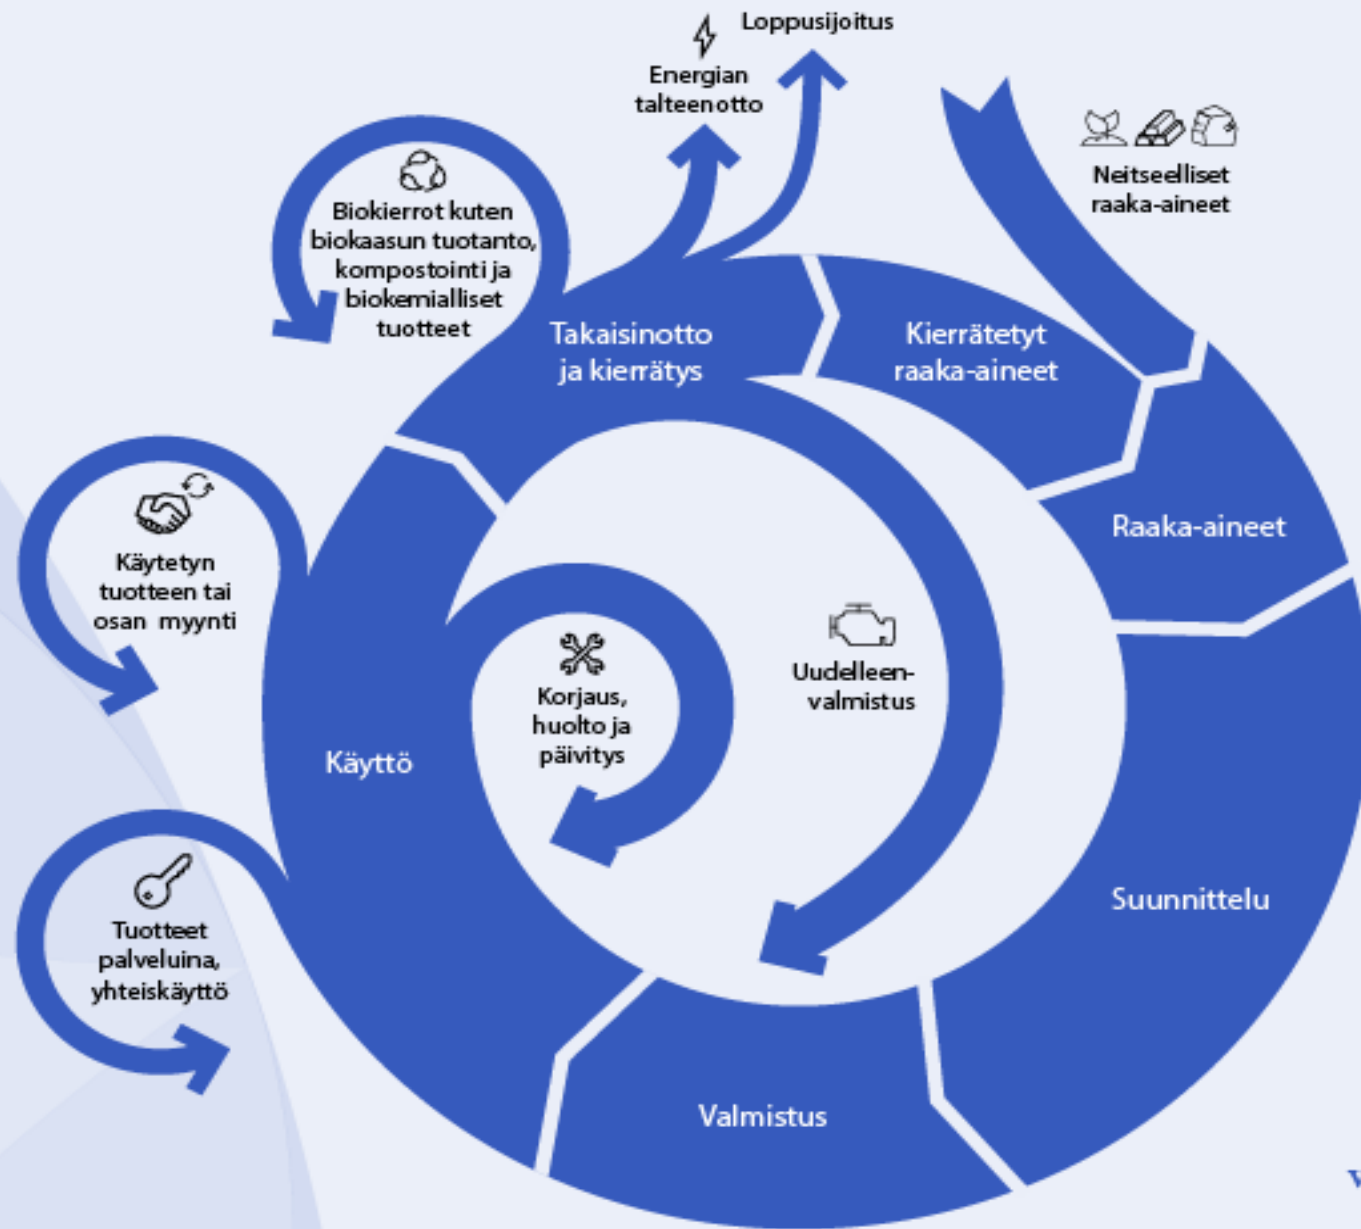 Loppusijoitus
Energian
talteenotto
Neitseelliset
raaka-aineet
Biokierrot kuten
biokaasun tuotanto,
kompostointi ja
biokemialliset
tuotteet
Takaisinotto
ja kierrätys
Kierrätetyt
raaka-aineet
Raaka-aineet
Käytetyn
tuotteen tai
osan myynti
Korjaus,
huolto ja
päivitys
Uudelleen-
valmistus
Käyttö
Suunnittelu
Tuotteet
palveluina,
yhteiskäyttö
Valmistus